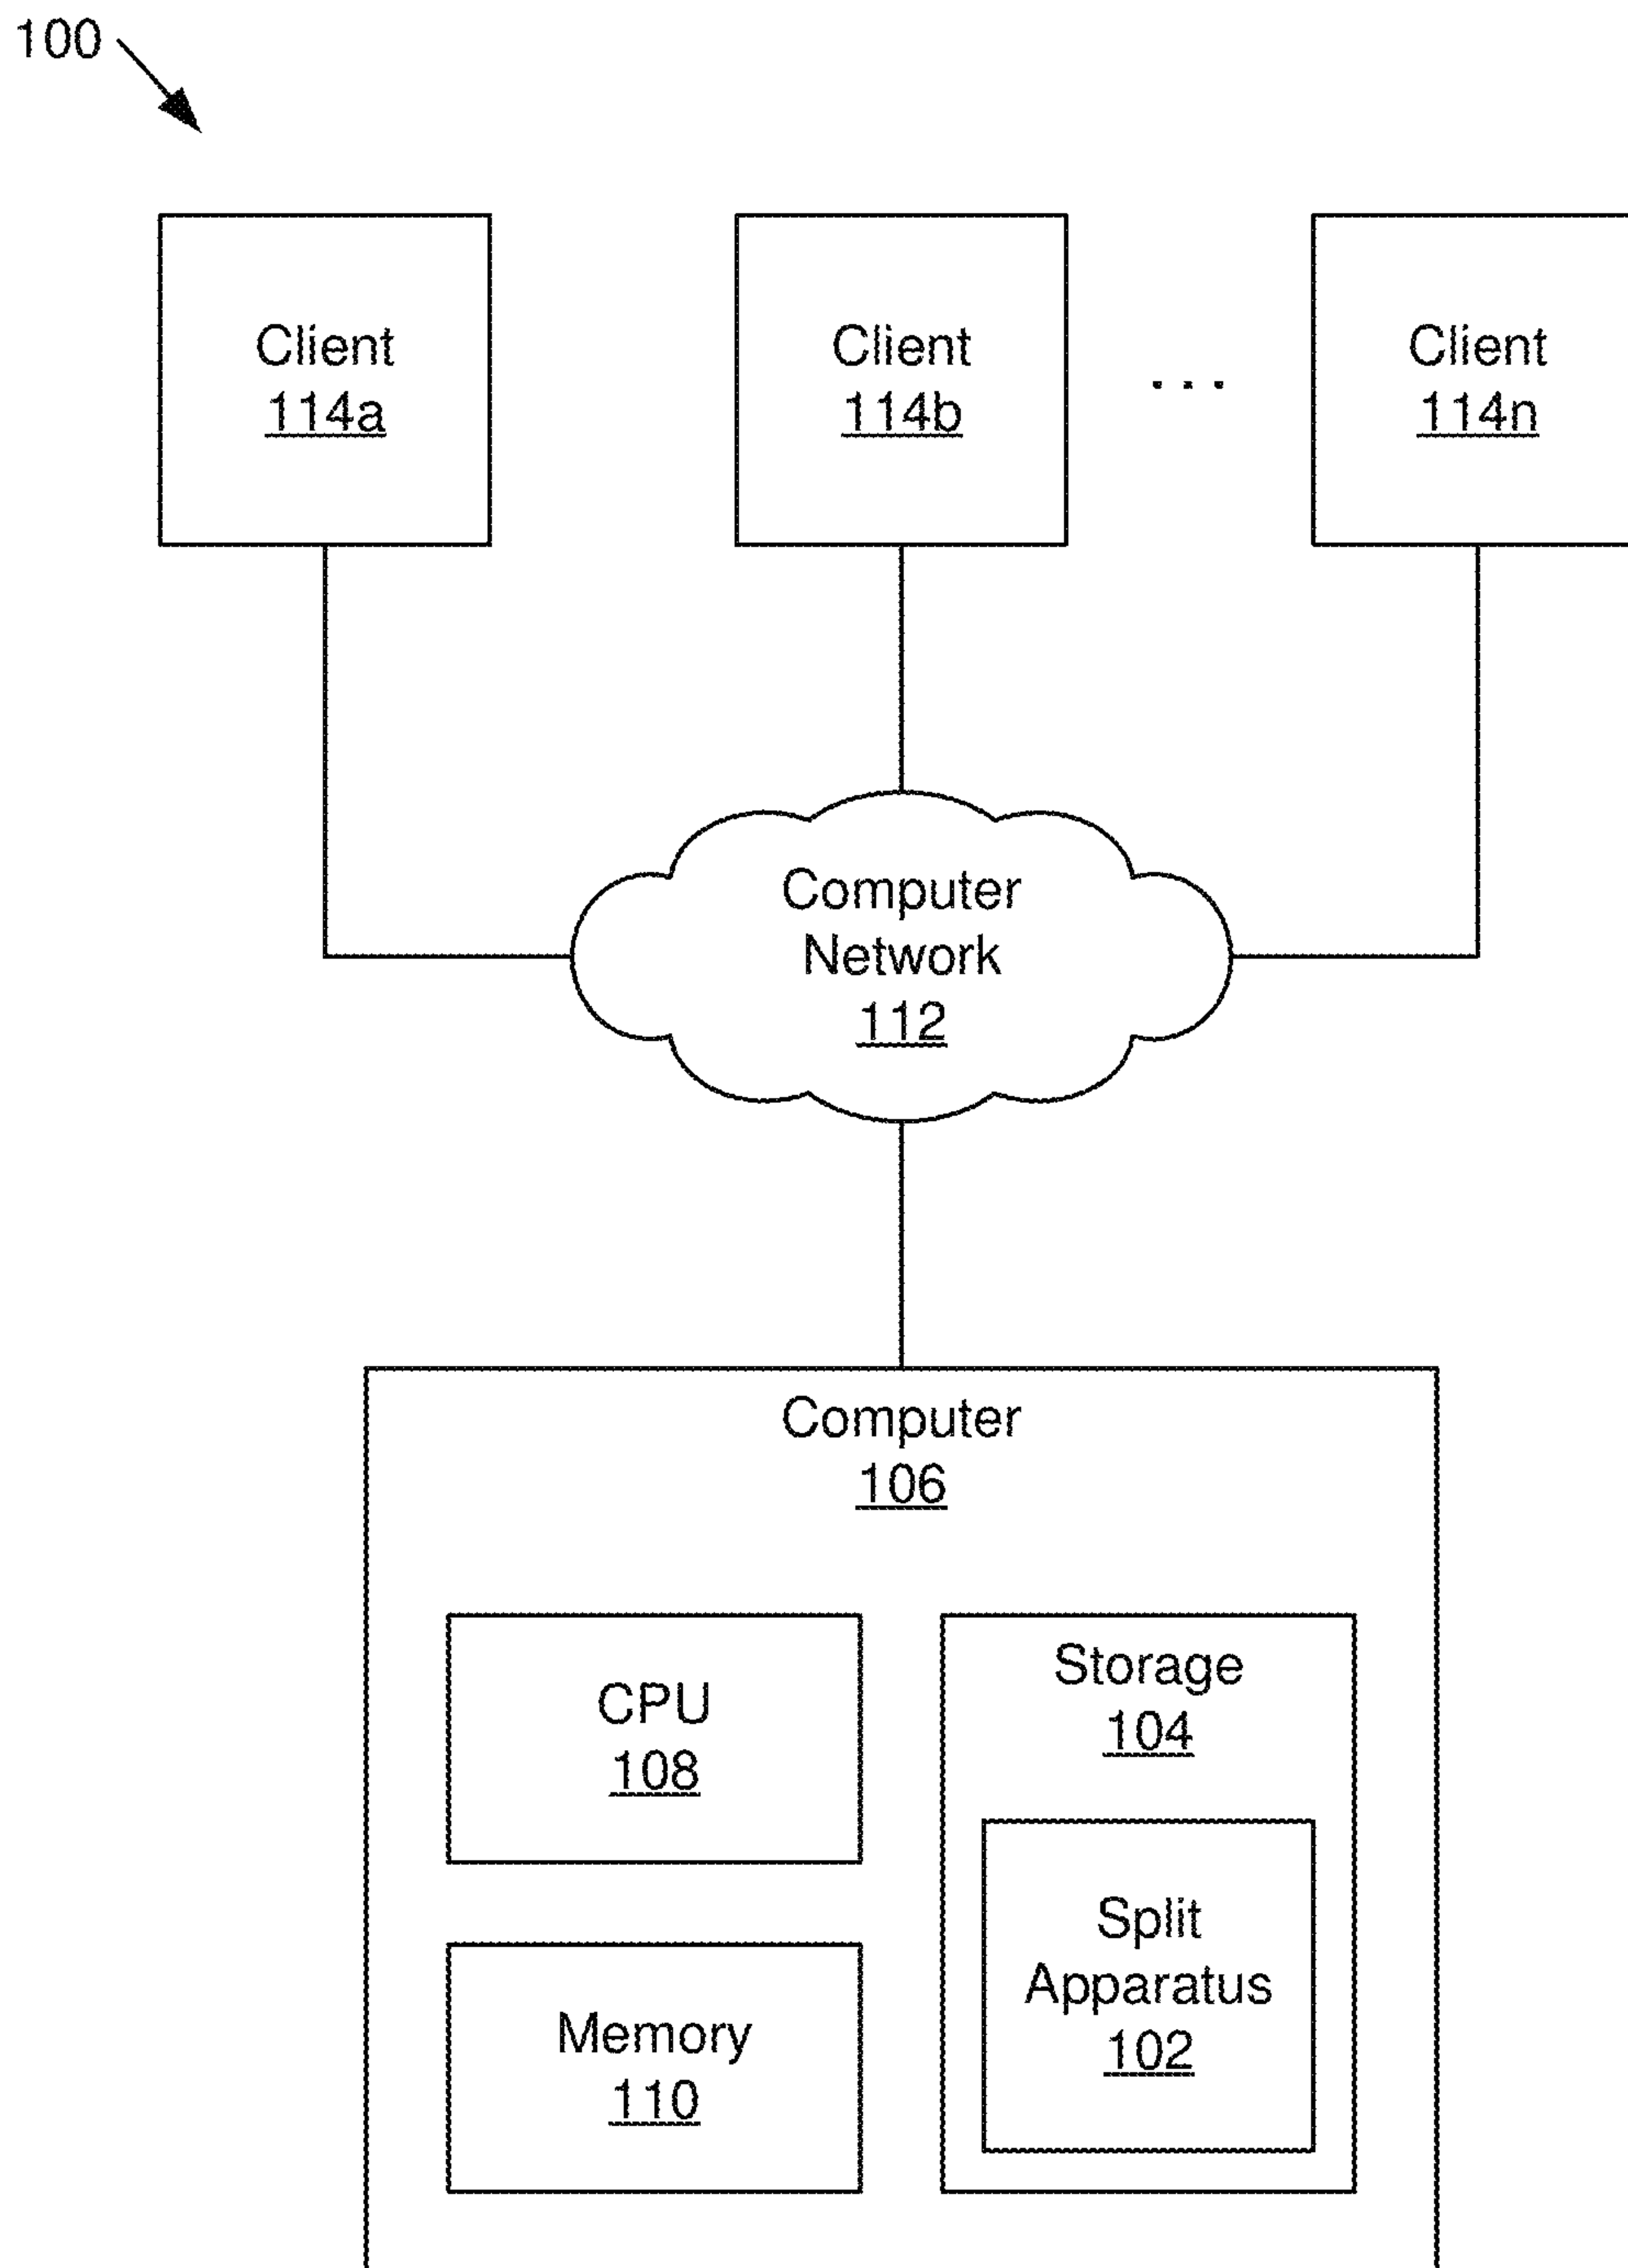 100
Client
114a
Client
114b
...
Client
114n
Computer
Network
112
Computer
106
CPU
108
Memory
110
Storage
104
Split
Apparatus
102